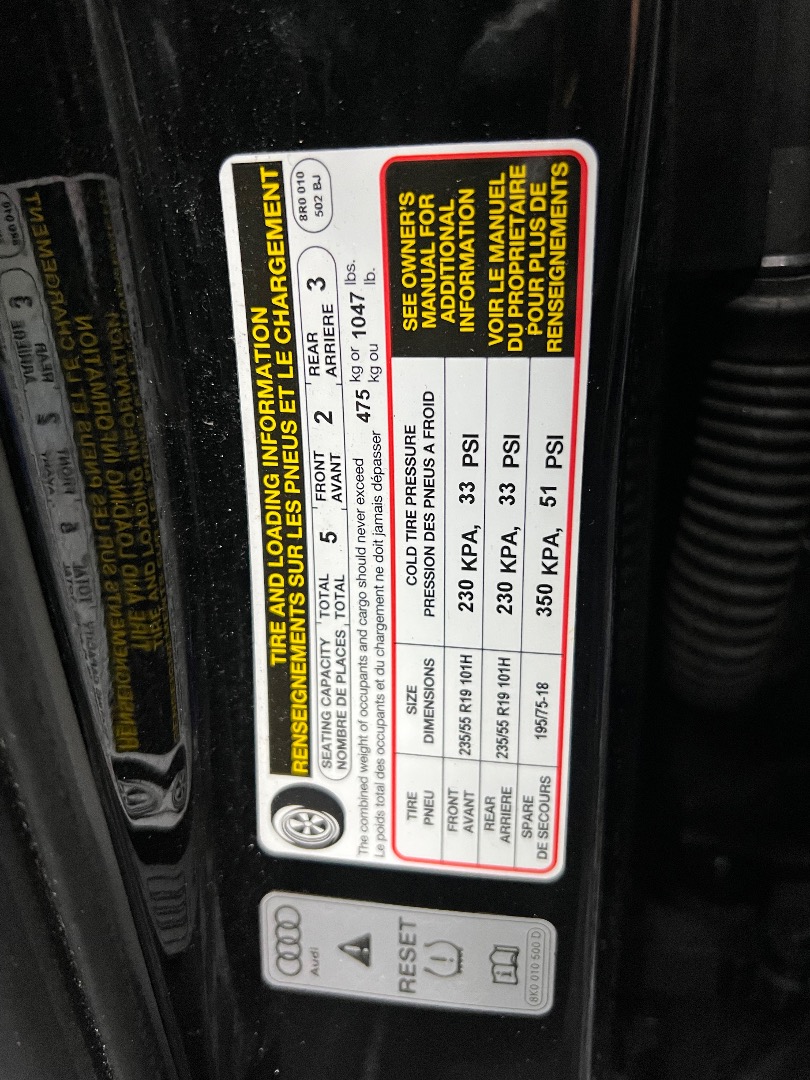 TIRE AND LOADING INFORMATION
RENSEIGNEMENTS SUR LES PNEUS ET LE CHARGEMENT
SEATING CAPACITY TOTAL 5 FRONT 2 REAR 3
NOMBRE DE PLACES TOTAL AVANT ARRIERE
8R0 010
502 BJ
The combined weight of occupants and cargo should never exceed 475 kg or 1047 lbs.
Le poids total des occupants et du chargement ne doit jamais dépasser kg ou lb.
TIRE SIZE COLD TIRE PRESSURE
PNEU DIMENSIONS PRESSION DES PNEUS A FROID
FRONT
AVANT 235/55 R19 101H 230 KPA, 33 PSI
REAR
ARRIERE 235/55 R19 101H 230 KPA, 33 PSI
SPARE
DE SECOURS 195/75-18 350 KPA, 51 PSI
SEE OWNER'S
MANUAL FOR
ADDITIONAL
INFORMATION
VOIR LE MANUEL
DU PROPRIETAIRE
POUR PLUS DE
RENSEIGNEMENTS
Audi
RESET
8K0 010 500 D